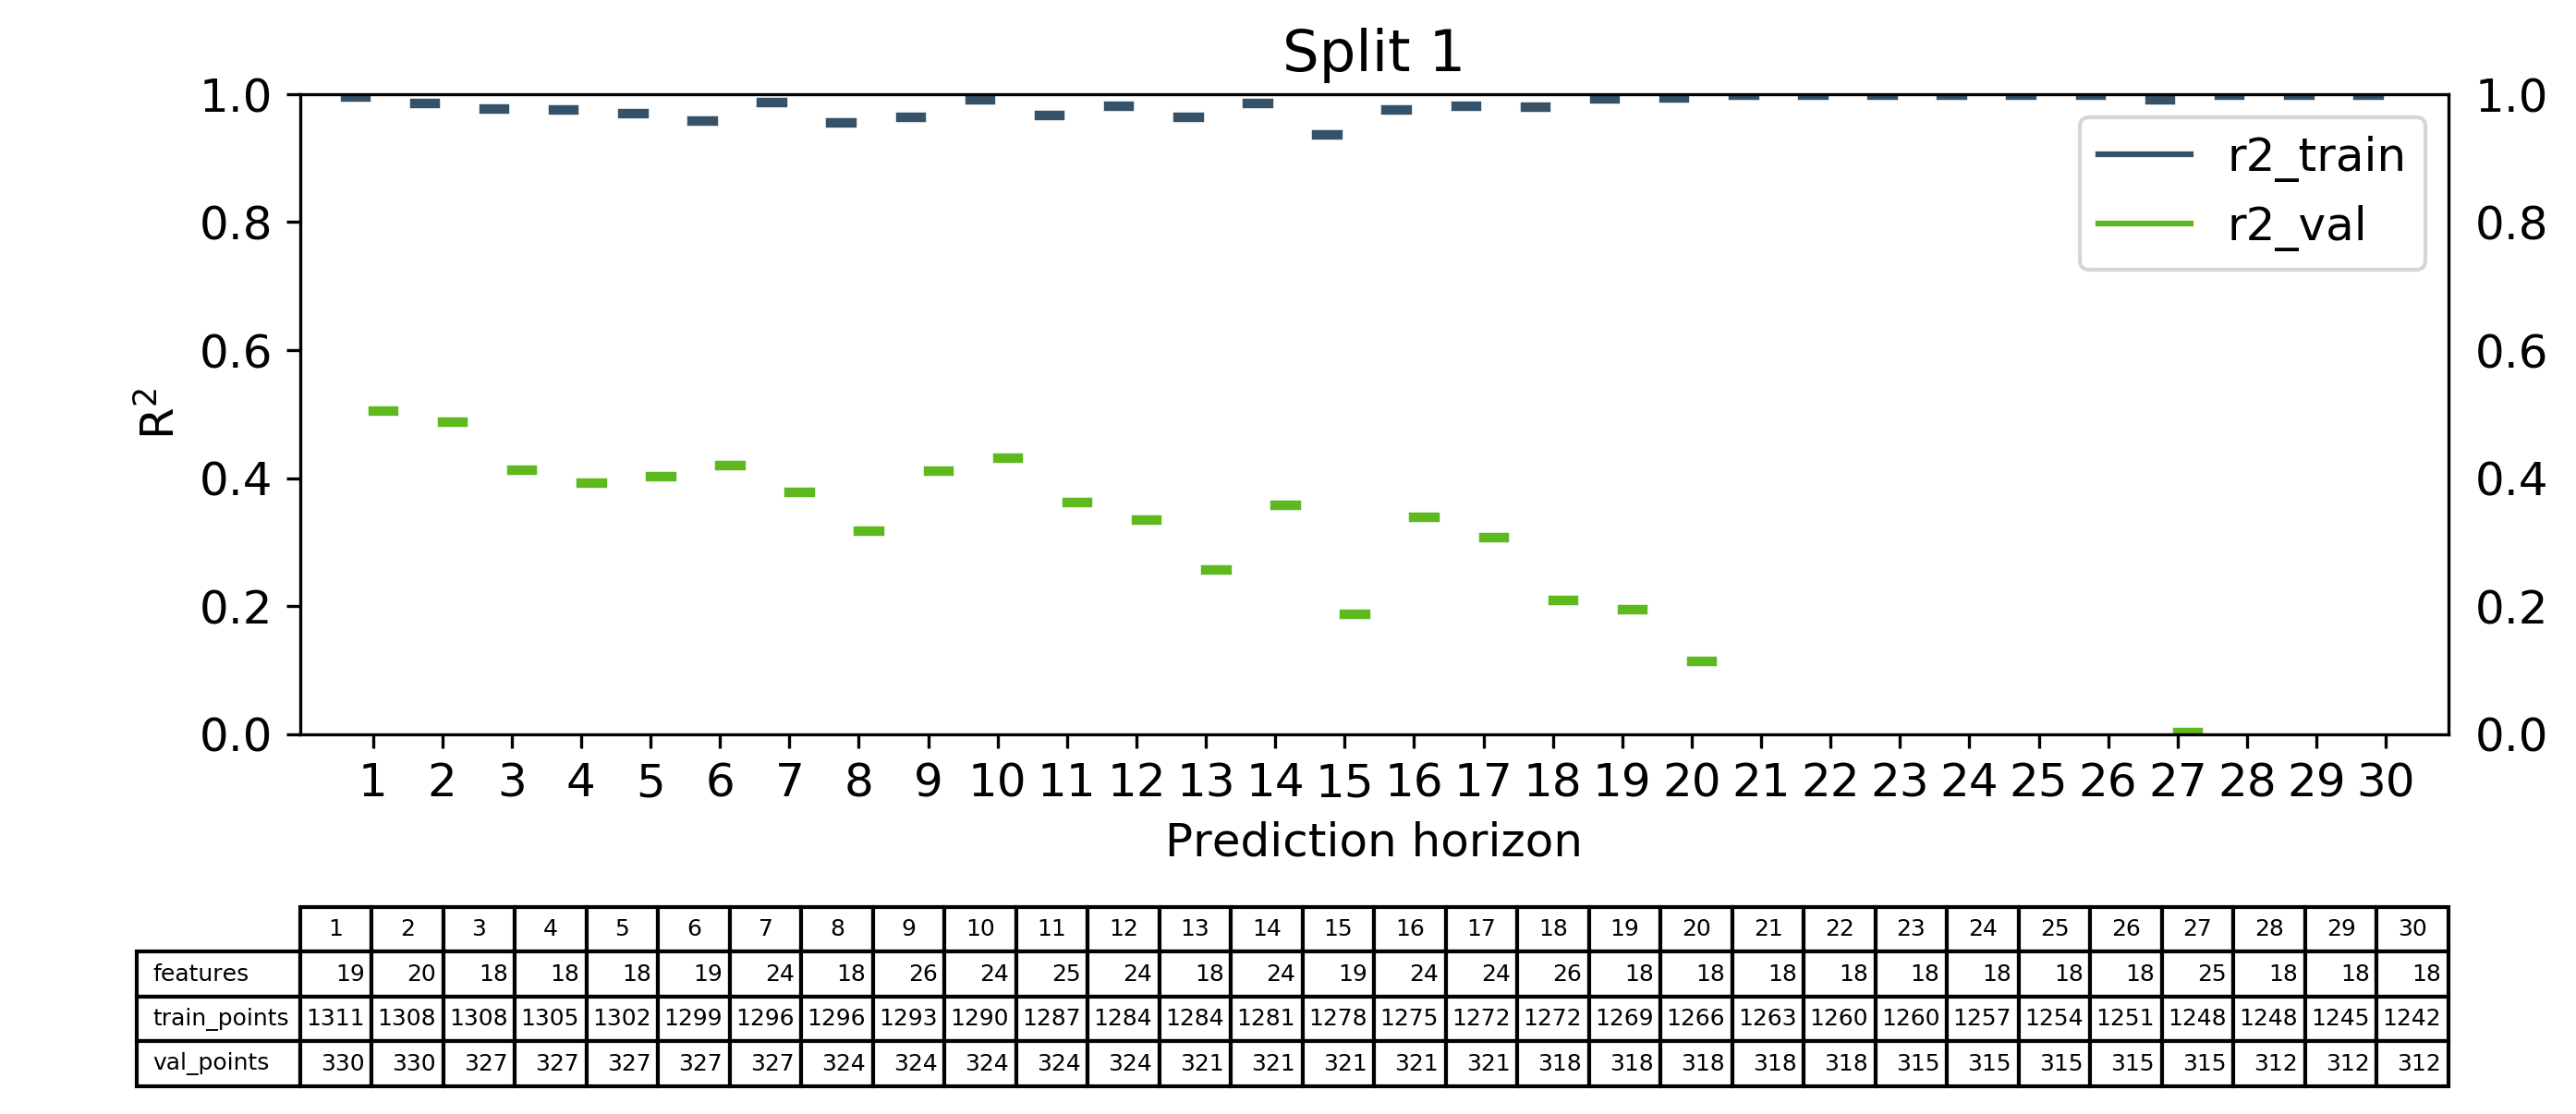 Split 1
1.0 1.0
r2_train
0.8 0.8
r2_val
0.6 0.6
R²
0.4 0.4
0.2 0.2
0.0 0.0
1 2 3 4 5 6 7 8 9 10 11 12 13 14 15 16 17 18 19 20 21 22 23 24 25 26 27 28 29 30
Prediction horizon
1 2 3 4 5 6 7 8 9 10 11 12 13 14 15 16 17 18 19 20 21 22 23 24 25 26 27 28 29 30
features 19 20 18 18 18 19 24 18 26 24 25 24 18 24 19 24 24 26 18 18 18 18 18 18 18 18 25 18 18 18
train_points 1311 1308 1308 1305 1302 1299 1296 1296 1293 1290 1287 1284 1284 1281 1278 1275 1272 1272 1269 1266 1263 1260 1260 1257 1254 1251 1248 1248 1245 1242
val_points 330 330 327 327 327 327 327 324 324 324 324 324 321 321 321 321 321 318 318 318 318 318 315 315 315 315 315 312 312 312